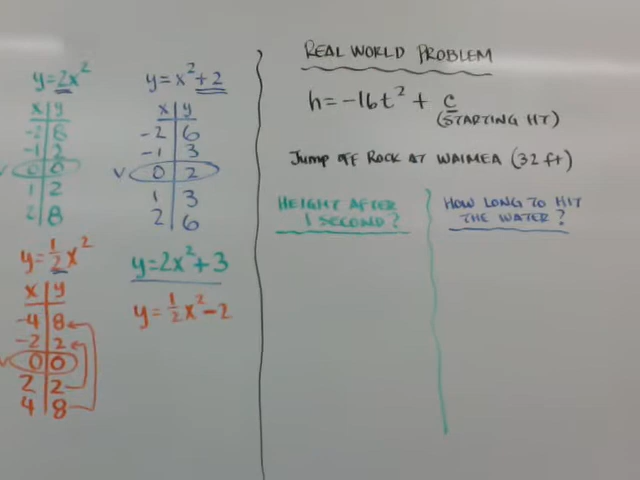 y=2x²
x y
-2 8
-1 2
V 0 0
1 2
2 8
y=½x²
x y
-4 8
-2 2
V 0 0
2 2
4 8
y=x²+2
x y
-2 6
-1 3
V 0 2
1 3
2 6
y=2x²+3
y=½x²-2
REAL WORLD PROBLEM
h=-16t²+c
(STARTING HT)
Jump off Rock at WAIMEA (32 ft)
HEIGHT AFTER
1 SECOND?
HOW LONG TO HIT
THE WATER?